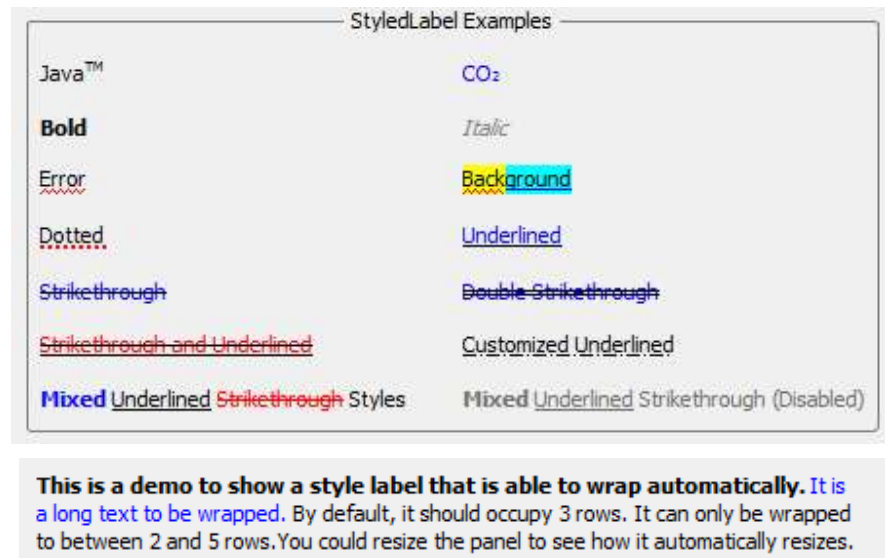 StyledLabel Examples
Java™ CO₂
Bold Italic
Error Background
Dotted Underlined
Strikethrough Double Strikethrough
Strikethrough and Underlined Customized Underlined
Mixed Underlined Strikethrough Styles Mixed Underlined Strikethrough (Disabled)
This is a demo to show a style label that is able to wrap automatically. It is
a long text to be wrapped. By default, it should occupy 3 rows. It can only be wrapped
to between 2 and 5 rows.You could resize the panel to see how it automatically resizes.